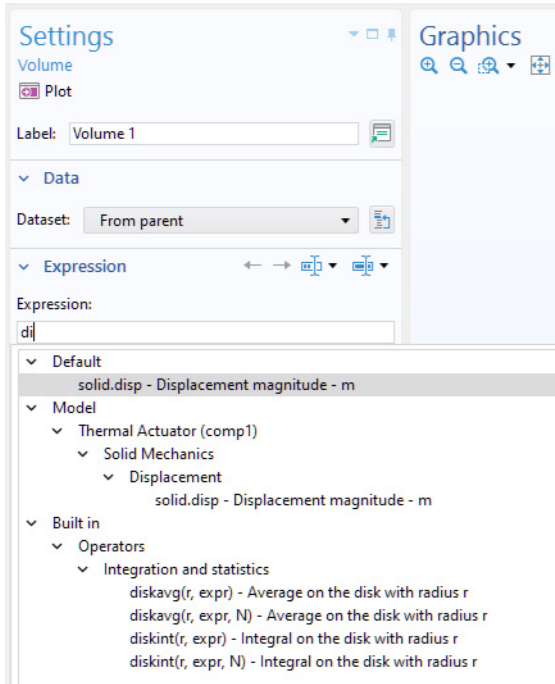 Settings
Volume
Plot
Label: Volume 1
Data
Dataset: From parent
Expression
Expression:
di
Default
solid.disp - Displacement magnitude - m
Model
Thermal Actuator (comp1)
Solid Mechanics
Displacement
solid.disp - Displacement magnitude - m
Built in
Operators
Integration and statistics
diskavg(r, expr) - Average on the disk with radius r
diskavg(r, expr, N) - Average on the disk with radius r
diskint(r, expr) - Integral on the disk with radius r
diskint(r, expr, N) - Integral on the disk with radius r
Graphics